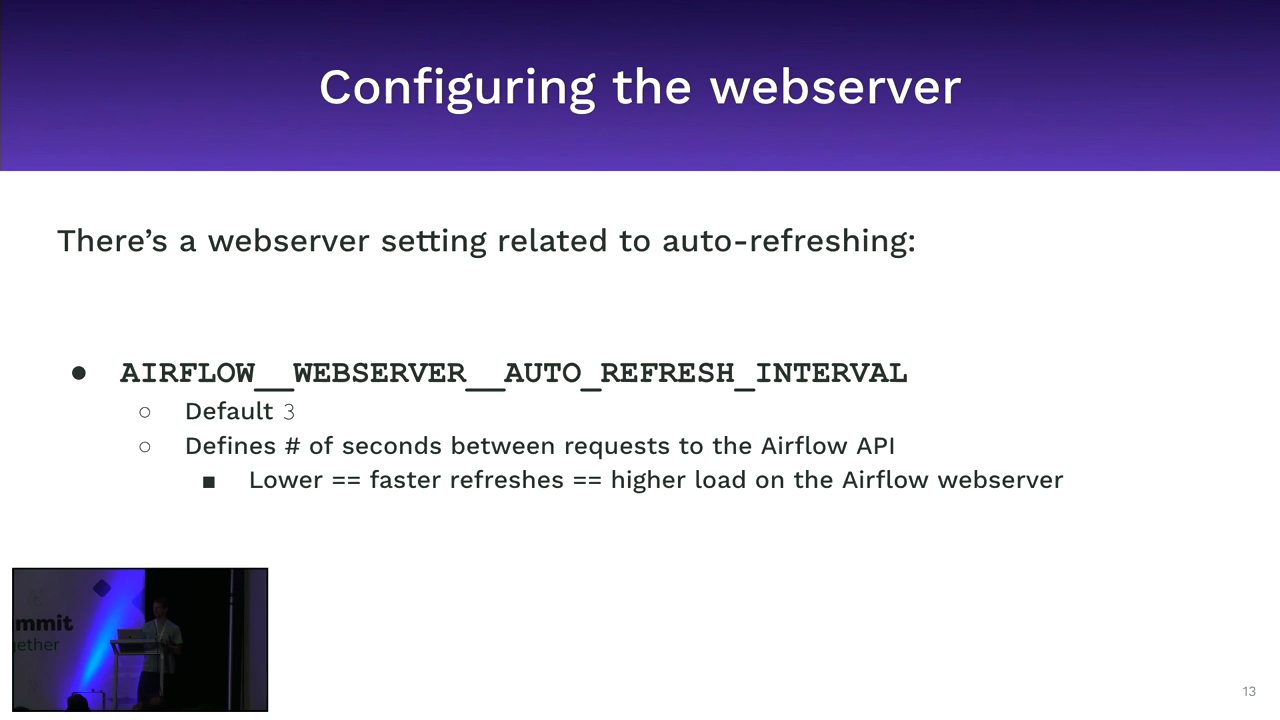 Configuring the webserver
There’s a webserver setting related to auto-refreshing:
● AIRFLOW__WEBSERVER__AUTO_REFRESH_INTERVAL
○ Default 3
○ Defines # of seconds between requests to the Airflow API
■ Lower == faster refreshes == higher load on the Airflow webserver
mmit
gether
13